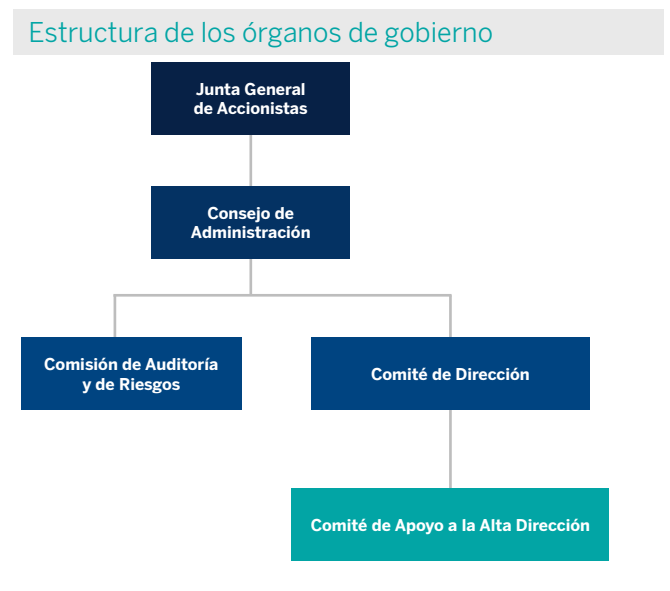 Estructura de los órganos de gobierno
Junta General
de Accionistas
Consejo de
Administración
Comisión de Auditoría
y de Riesgos
Comité de Dirección
Comité de Apoyo a la Alta Dirección